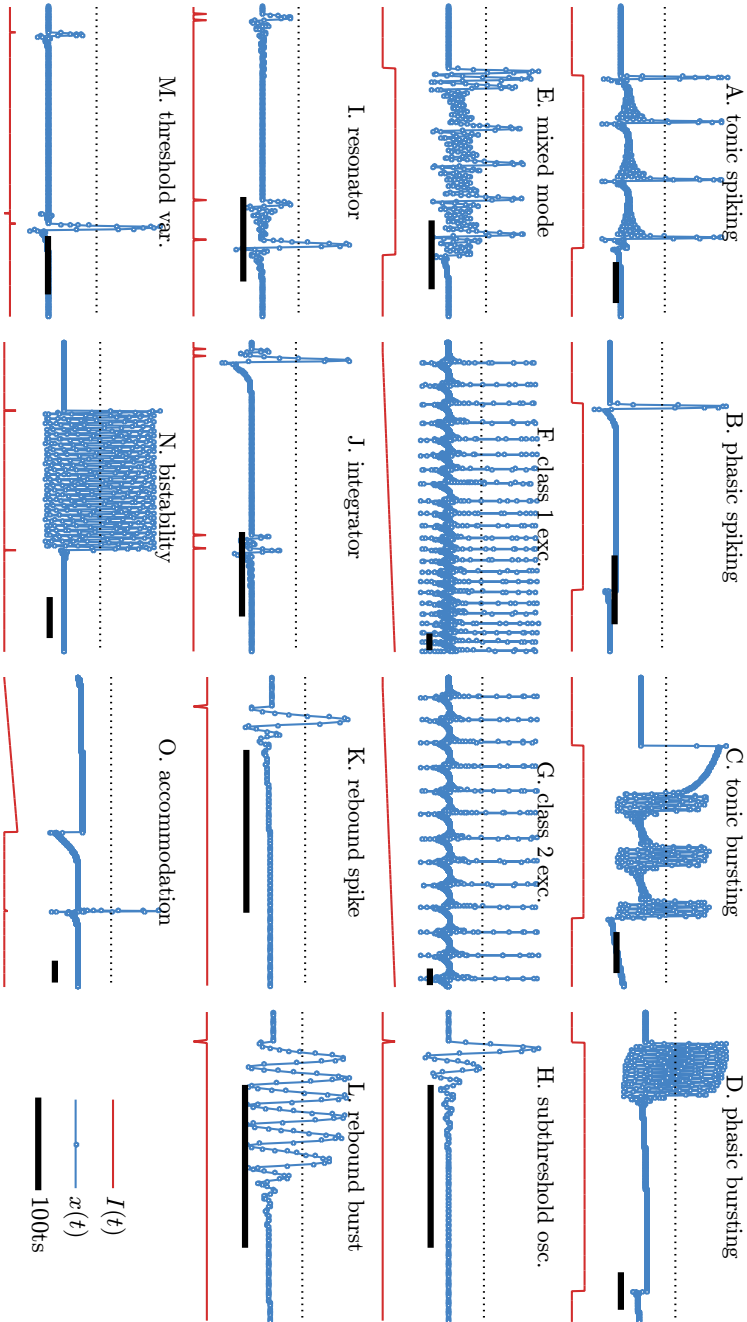 A. tonic spiking
B. phasic spiking
C. tonic bursting
D. phasic bursting
E. mixed mode
F. class 1 exc.
G. class 2 exc.
H. subthreshold osc.
I. resonator
J. integrator
K. rebound spike
L. rebound burst
M. threshold var.
N. bistability
O. accommodation
I(t)
x(t)
100ts